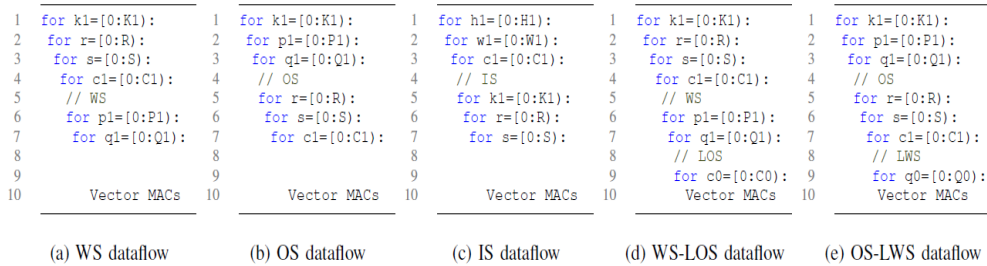 1 for k1=[0:K1):
2 for r=[0:R):
3 for s=[0:S):
4 for c1=[0:C1):
5 // WS
6 for p1=[0:P1):
7 for q1=[0:Q1):
8
9
10 Vector MACs
(a) WS dataflow
1 for k1=[0:K1):
2 for p1=[0:P1):
3 for q1=[0:Q1):
4 // OS
5 for r=[0:R):
6 for s=[0:S):
7 for c1=[0:C1):
8
9
10 Vector MACs
(b) OS dataflow
1 for h1=[0:H1):
2 for w1=[0:W1):
3 for c1=[0:C1):
4 // IS
5 for k1=[0:K1):
6 for r=[0:R):
7 for s=[0:S):
8
9
10 Vector MACs
(c) IS dataflow
1 for k1=[0:K1):
2 for r=[0:R):
3 for s=[0:S):
4 for c1=[0:C1):
5 // WS
6 for p1=[0:P1):
7 for q1=[0:Q1):
8 // LOS
9 for c0=[0:C0):
10 Vector MACs
(d) WS-LOS dataflow
1 for k1=[0:K1):
2 for p1=[0:P1):
3 for q1=[0:Q1):
4 // OS
5 for r=[0:R):
6 for s=[0:S):
7 for c1=[0:C1):
8 // LWS
9 for q0=[0:Q0):
10 Vector MACs
(e) OS-LWS dataflow